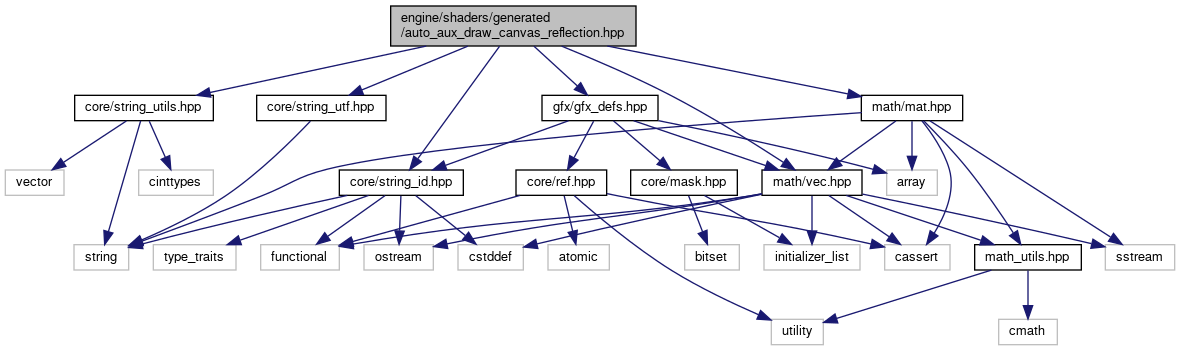 engine/shaders/generated
/auto_aux_draw_canvas_reflection.hpp
core/string_utils.hpp
core/string_utf.hpp
gfx/gfx_defs.hpp
math/mat.hpp
vector
cinttypes
core/string_id.hpp
core/ref.hpp
core/mask.hpp
math/vec.hpp
array
string
type_traits
functional
ostream
cstddef
atomic
bitset
initializer_list
cassert
math_utils.hpp
sstream
utility
cmath